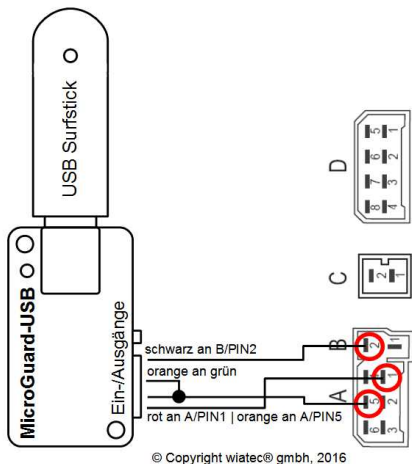 USB Surfstick
MicroGuard-USB
Ein-/Ausgänge
schwarz an B/PIN2
orange an grün
rot an A/PIN1 | orange an A/PIN5
D
5 1
6 2
7 3
8 4
C
2 1
B
2 1
A
4 1
5 2
6 3
© Copyright wiatec® gmbh, 2016